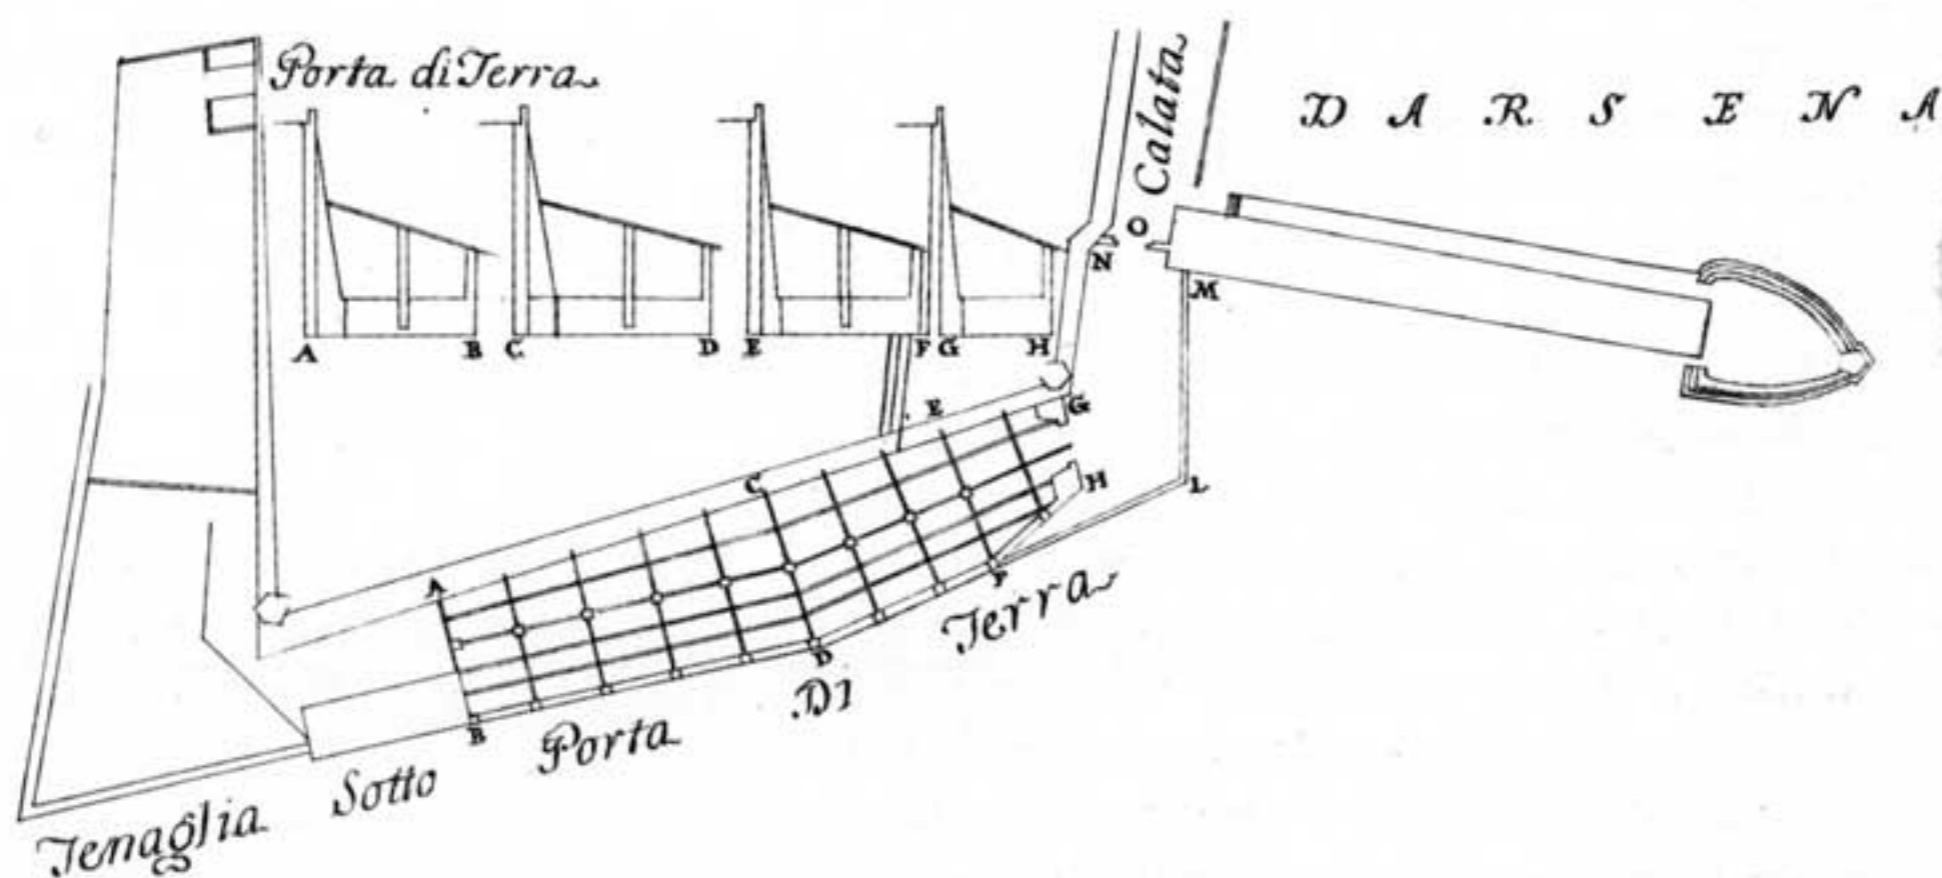 Porta di Terra
Calata
D A R S E N A
O
N
M
A B C D E F G H
E
G
C
H
L
A
F
Terra
D
DI
B
Porta
Sotto
Tenaglia